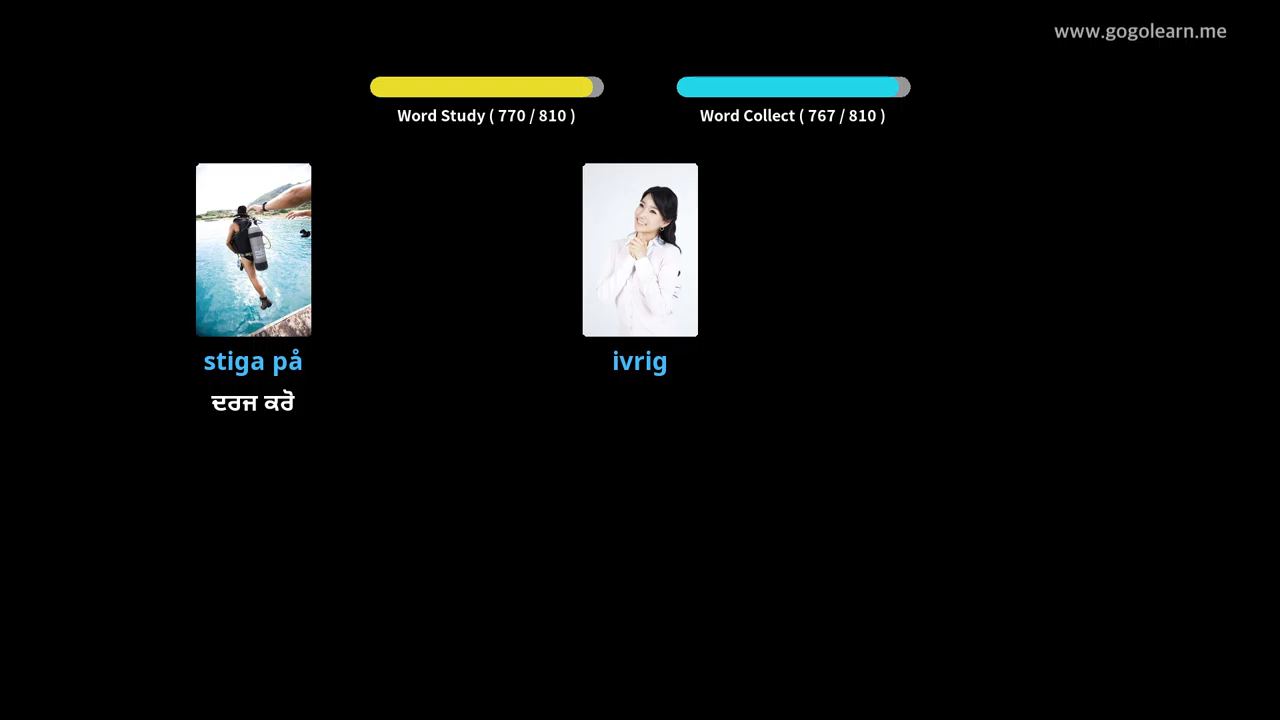 www.gogolearn.me
Word Study ( 770 / 810 )
Word Collect ( 767 / 810 )
stiga på
ivrig
ਦਰਜ ਕਰੋ